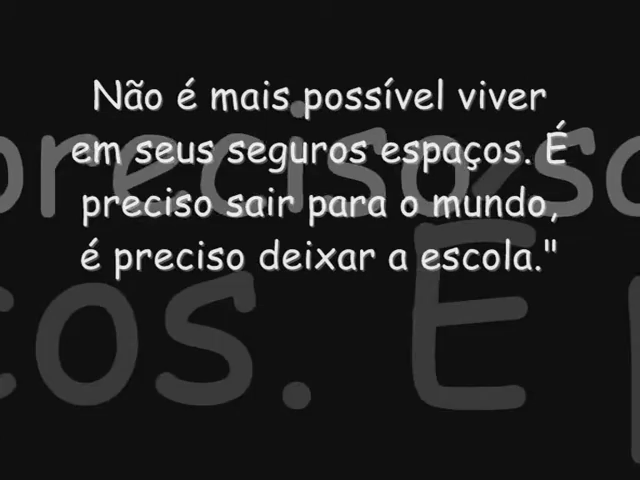 Não é mais possível viver
em seus seguros espaços. É
preciso sair para o mundo,
é preciso deixar a escola."